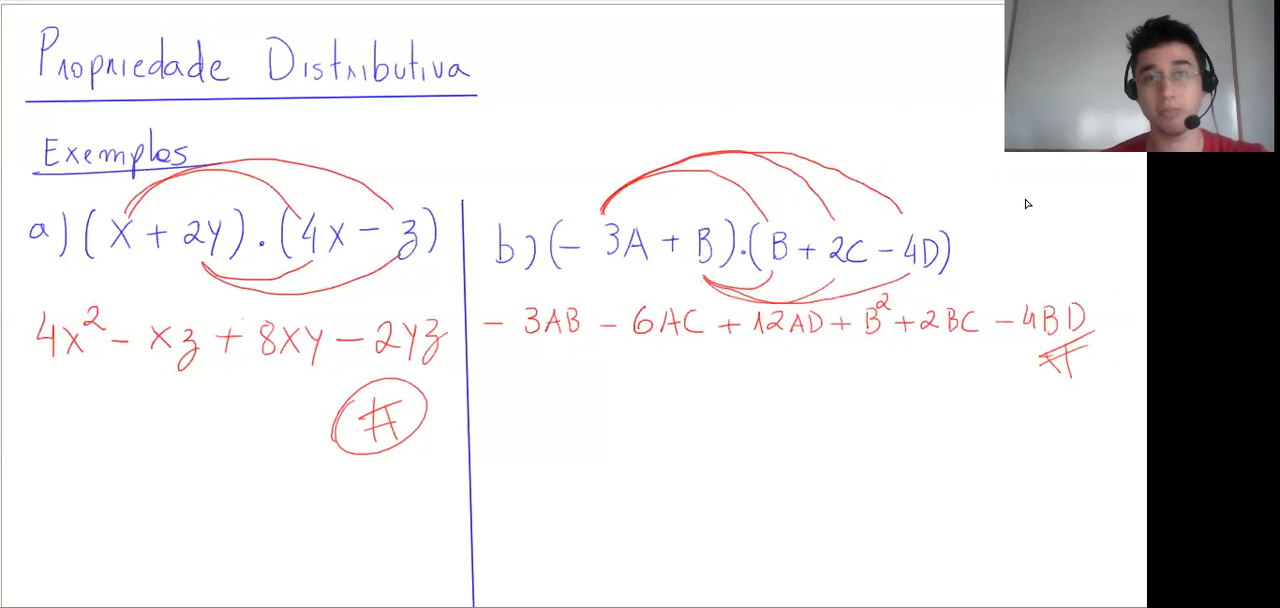 Propriedade Distributiva
Exemplos
a) (x + 2y) . (4x - z)
4x² - xz + 8xy - 2yz
#
b) (- 3A + B) . (B + 2C - 4D)
- 3AB - 6AC + 12AD + B² + 2BC - 4BD
#